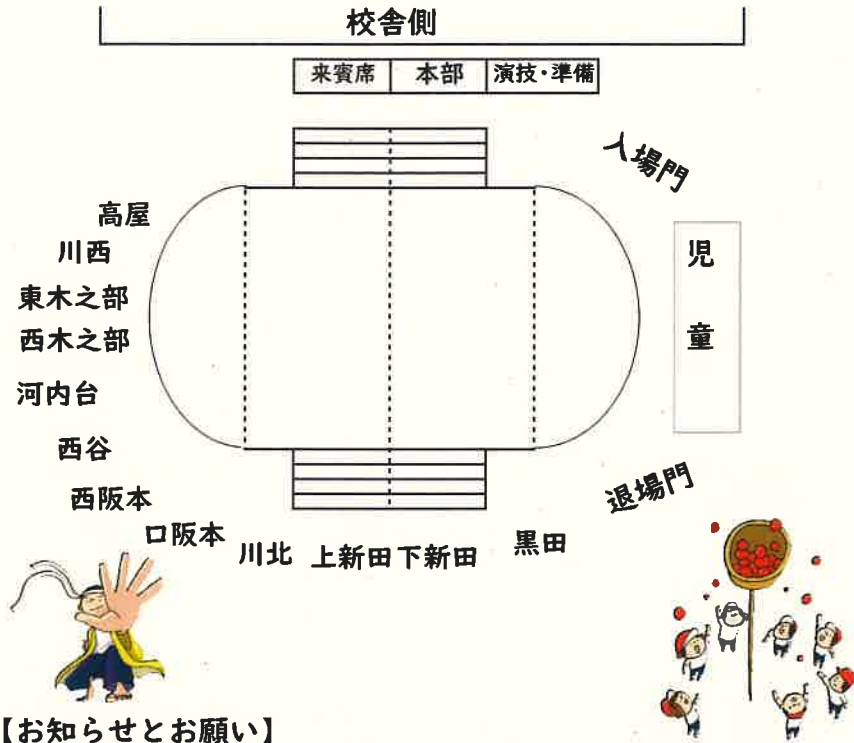 校舎側
来賓席 本部 演技・準備
入場門
高屋
川西
東木之部
西木之部
河内台
西谷
西阪本
口阪本
川北
上新田
下新田
黒田
退場門
児童
【お知らせとお願い】